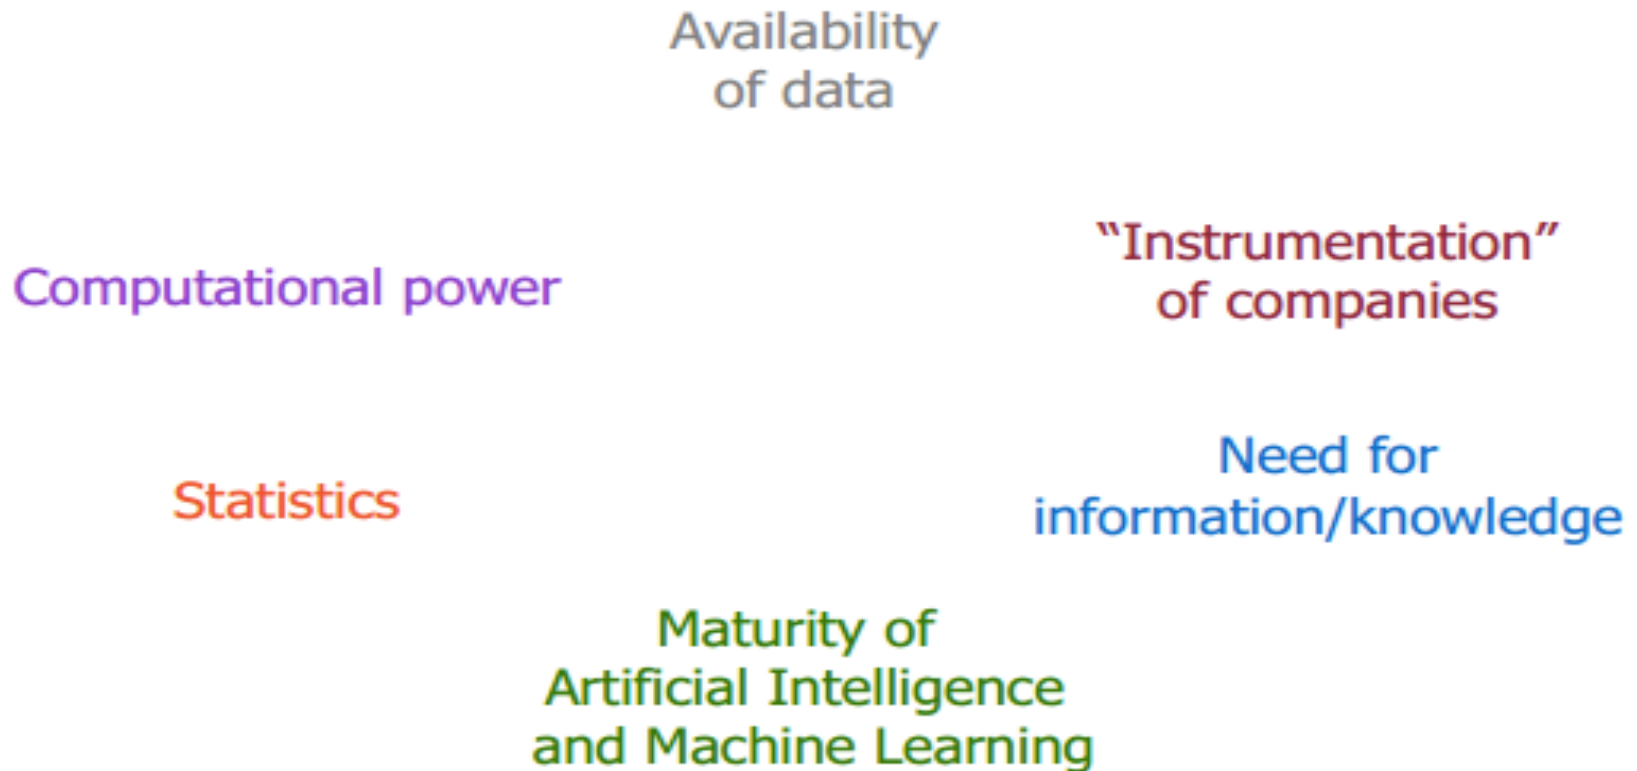 Availability
of data
“Instrumentation”
of companies
Computational power
Need for
information/knowledge
Statistics
Maturity of
Artificial Intelligence
and Machine Learning